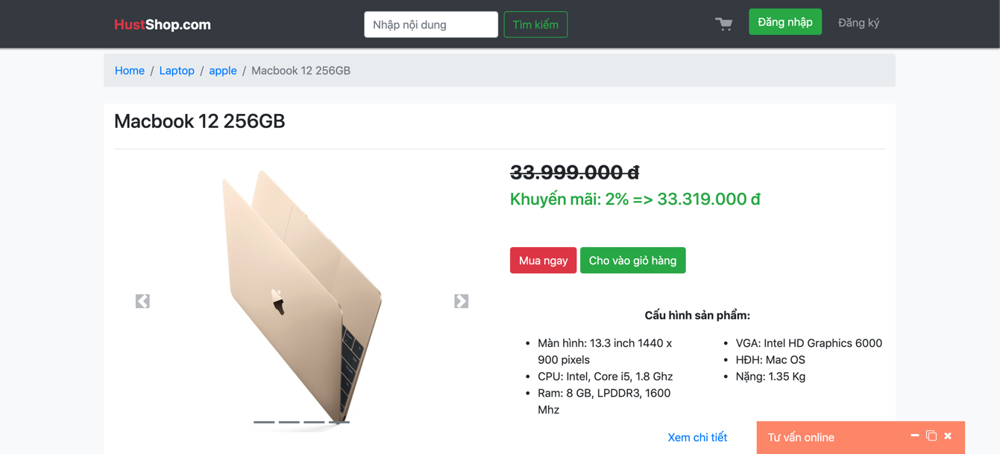 HustShop.com
Nhập nội dung
Tìm kiếm
Đăng nhập
Đăng ký
Home / Laptop / apple / Macbook 12 256GB
Macbook 12 256GB
33.999.000 đ
Khuyến mãi: 2% => 33.319.000 đ
Mua ngay
Cho vào giỏ hàng
Cấu hình sản phẩm:
• Màn hình: 13.3 inch 1440 x
900 pixels
• CPU: Intel, Core i5, 1.8 Ghz
• Ram: 8 GB, LPDDR3, 1600
Mhz
• VGA: Intel HD Graphics 6000
• HĐH: Mac OS
• Nặng: 1.35 Kg
Xem chi tiết
Tư vấn online